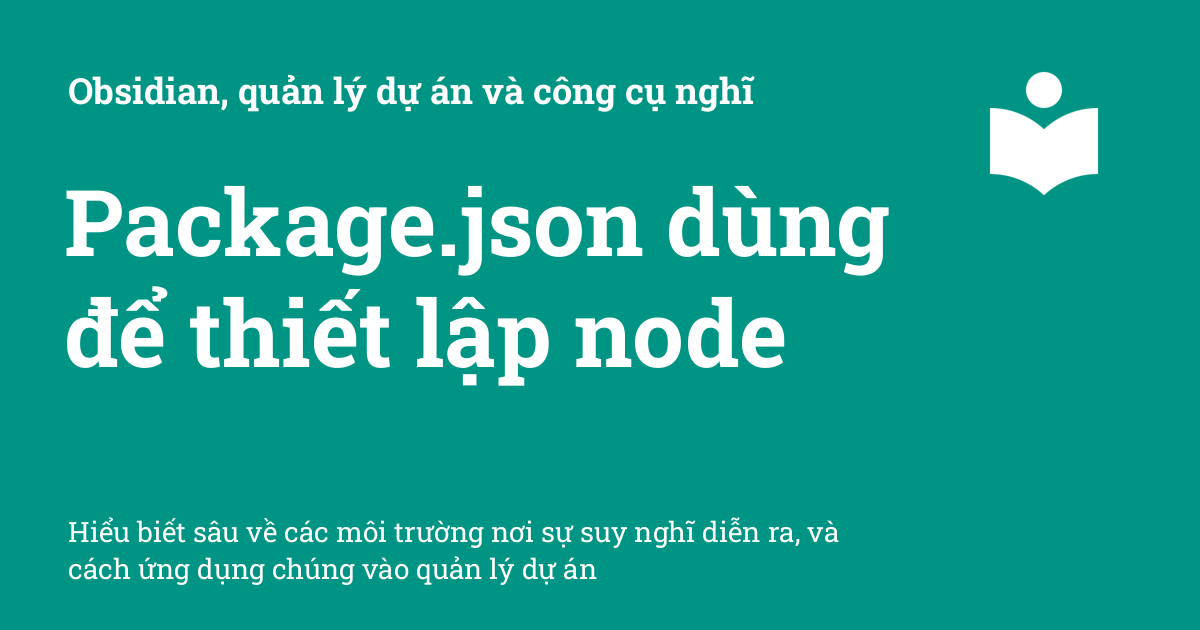 Obsidian, quản lý dự án và công cụ nghĩ
Package.json dùng
để thiết lập node
Hiểu biết sâu về các môi trường nơi sự suy nghĩ diễn ra, và
cách ứng dụng chúng vào quản lý dự án